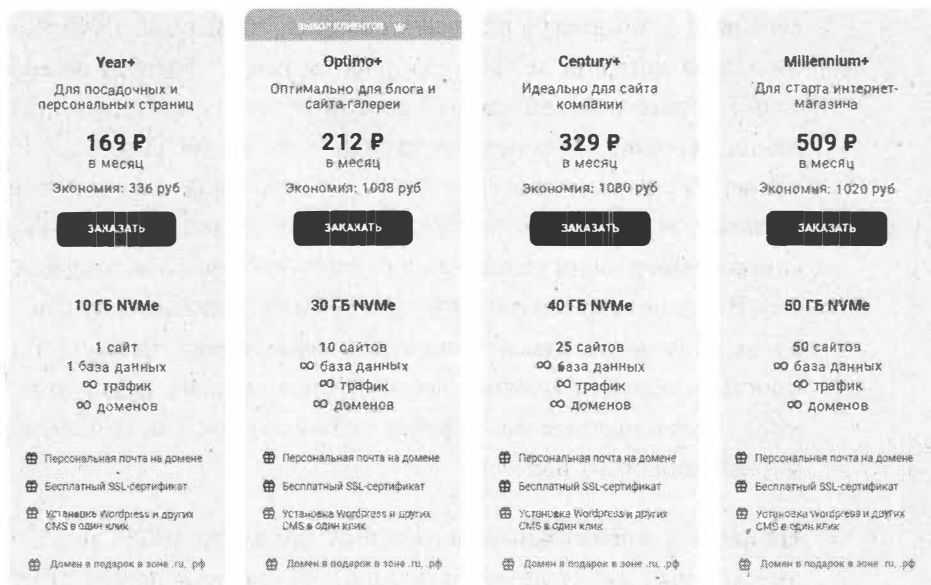 Year+
Для посадочных и
персональных страниц
169 ₽
в месяц
Экономия: 336 руб
ЗАКАЗАТЬ
10 ГБ NVMe
1 сайт
1 база данных
∞ трафик
∞ доменов
Персональная почта на домене
Бесплатный SSL-сертификат
Установка Wordpress и других
CMS в один клик
Домен в подарок в зоне .ru, .рф
ВЫБОР КЛИЕНТОВ
Optimo+
Оптимально для блога и
сайта-галереи
212 ₽
в месяц
Экономия: 1008 руб
ЗАКАЗАТЬ
30 ГБ NVMe
10 сайтов
∞ база данных
∞ трафик
∞ доменов
Персональная почта на домене
Бесплатный SSL-сертификат
Установка Wordpress и других
CMS в один клик
Домен в подарок в зоне .ru, .рф
Century+
Идеально для сайта
компании
329 ₽
в месяц
Экономия: 1080 руб
ЗАКАЗАТЬ
40 ГБ NVMe
25 сайтов
∞ база данных
∞ трафик
∞ доменов
Персональная почта на домене
Бесплатный SSL-сертификат
Установка Wordpress и других
CMS в один клик
Домен в подарок в зоне .ru, .рф
Millennium+
Для старта интернет-
магазина
509 ₽
в месяц
Экономия: 1020 руб
ЗАКАЗАТЬ
50 ГБ NVMe
50 сайтов
∞ база данных
∞ трафик
∞ доменов
Персональная почта на домене
Бесплатный SSL-сертификат
Установка Wordpress и других
CMS в один клик
Домен в подарок в зоне .ru, .рф